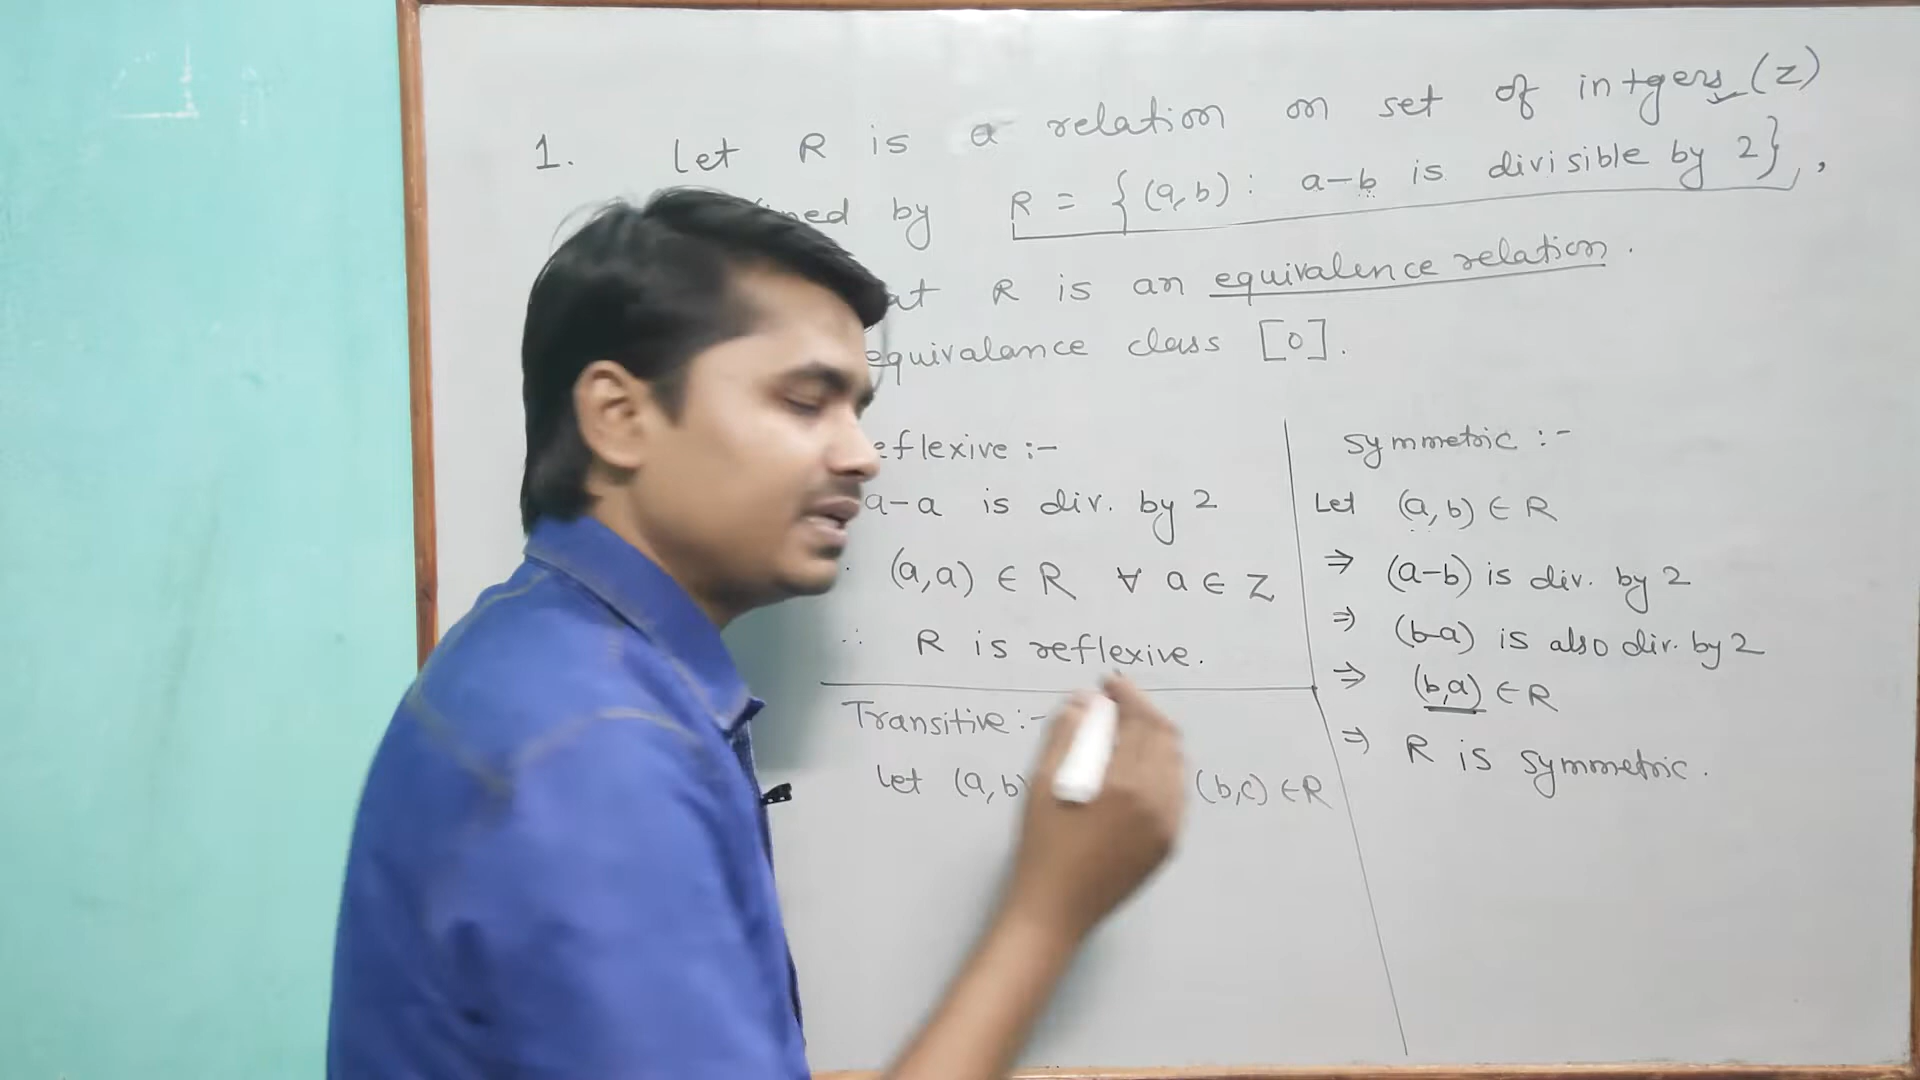 1. Let R is a relation on set of intgers (Z)
by R = {(a,b) : a-b is divisible by 2},
R is an equivalence relation.
equivalance class [0].
eflexive :-
a-a is div. by 2
(a,a) ∈ R ∀ a ∈ Z
∴ R is reflexive.
Symmetric :-
Let (a,b) ∈ R
⇒ (a-b) is div. by 2
⇒ (b-a) is also div. by 2
⇒ (b,a) ∈ R
⇒ R is symmetric.
Transitive :-
let (a,b) (b,c) ∈ R